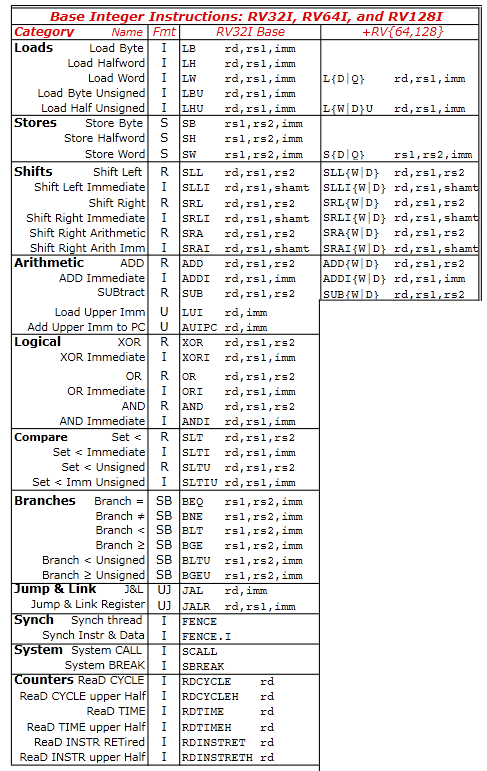 Base Integer Instructions: RV32I, RV64I, and RV128I
Category Name Fmt RV32I Base +RV{64,128}
Loads Load Byte I LB rd,rs1,imm
Load Halfword I LH rd,rs1,imm
Load Word I LW rd,rs1,imm L{D|Q} rd,rs1,imm
Load Byte Unsigned I LBU rd,rs1,imm
Load Half Unsigned I LHU rd,rs1,imm L{W|D}U rd,rs1,imm
Stores Store Byte S SB rs1,rs2,imm
Store Halfword S SH rs1,rs2,imm
Store Word S SW rs1,rs2,imm S{D|Q} rs1,rs2,imm
Shifts Shift Left R SLL rd,rs1,rs2 SLL{W|D} rd,rs1,rs2
Shift Left Immediate I SLLI rd,rs1,shamt SLLI{W|D} rd,rs1,shamt
Shift Right R SRL rd,rs1,rs2 SRL{W|D} rd,rs1,rs2
Shift Right Immediate I SRLI rd,rs1,shamt SRLI{W|D} rd,rs1,shamt
Shift Right Arithmetic R SRA rd,rs1,rs2 SRA{W|D} rd,rs1,rs2
Shift Right Arith Imm I SRAI rd,rs1,shamt SRAI{W|D} rd,rs1,shamt
Arithmetic ADD R ADD rd,rs1,rs2 ADD{W|D} rd,rs1,rs2
ADD Immediate I ADDI rd,rs1,imm ADDI{W|D} rd,rs1,imm
SUBtract R SUB rd,rs1,rs2 SUB{W|D} rd,rs1,rs2
Load Upper Imm U LUI rd,imm
Add Upper Imm to PC U AUIPC rd,imm
Logical XOR R XOR rd,rs1,rs2
XOR Immediate I XORI rd,rs1,imm
OR R OR rd,rs1,rs2
OR Immediate I ORI rd,rs1,imm
AND R AND rd,rs1,rs2
AND Immediate I ANDI rd,rs1,imm
Compare Set < R SLT rd,rs1,rs2
Set < Immediate I SLTI rd,rs1,imm
Set < Unsigned R SLTU rd,rs1,rs2
Set < Imm Unsigned I SLTIU rd,rs1,imm
Branches Branch = SB BEQ rs1,rs2,imm
Branch ≠ SB BNE rs1,rs2,imm
Branch < SB BLT rs1,rs2,imm
Branch ≥ SB BGE rs1,rs2,imm
Branch < Unsigned SB BLTU rs1,rs2,imm
Branch ≥ Unsigned SB BGEU rs1,rs2,imm
Jump & Link J&L UJ JAL rd,imm
Jump & Link Register UJ JALR rd,rs1,imm
Synch Synch thread I FENCE
Synch Instr & Data I FENCE.I
System System CALL I SCALL
System BREAK I SBREAK
Counters ReaD CYCLE I RDCYCLE rd
ReaD CYCLE upper Half I RDCYCLEH rd
ReaD TIME I RDTIME rd
ReaD TIME upper Half I RDTIMEH rd
ReaD INSTR RETired I RDINSTRET rd
ReaD INSTR upper Half I RDINSTRETH rd